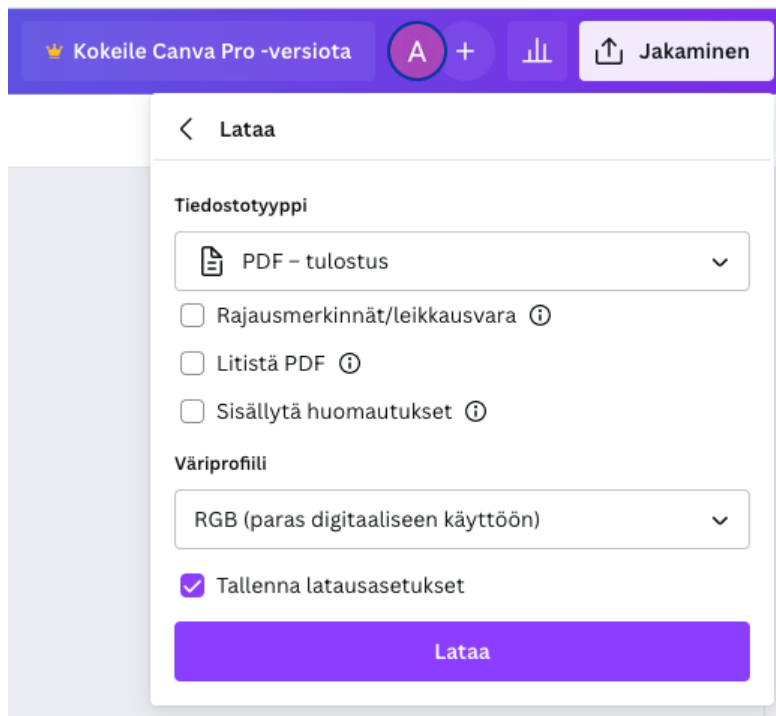 Kokeile Canva Pro -versiota
A
+
Jakaminen
Lataa
Tiedostotyyppi
PDF – tulostus
Rajausmerkinnät/leikkausvara
Litistä PDF
Sisällytä huomautukset
Väriprofiili
RGB (paras digitaaliseen käyttöön)
Tallenna latausasetukset
Lataa